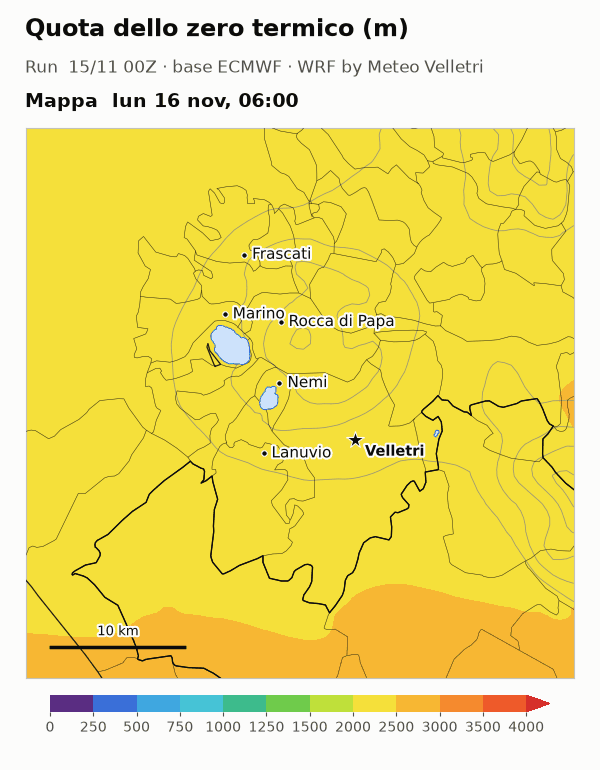 Quota dello zero termico (m)
Run  15/11 00Z · base ECMWF · WRF by Meteo Velletri
Mappa  lun 16 nov, 06:00
Frascati
Marino
Rocca di Papa
Nemi
Velletri
Lanuvio
10 km
0 250 500 750 1000 1250 1500 2000 2500 3000 3500 4000